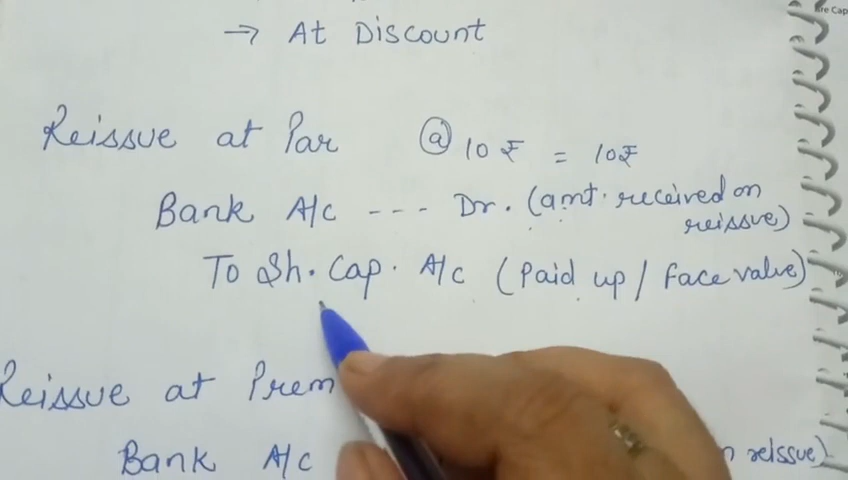 → At Discount
Reissue at Par @ 10 ₹ = 10₹
Bank A/c --- Dr. (amt. received on
reissue)
To Sh. Cap. A/c (Paid up / Face value)
Reissue at Prem
Bank A/c reissue)